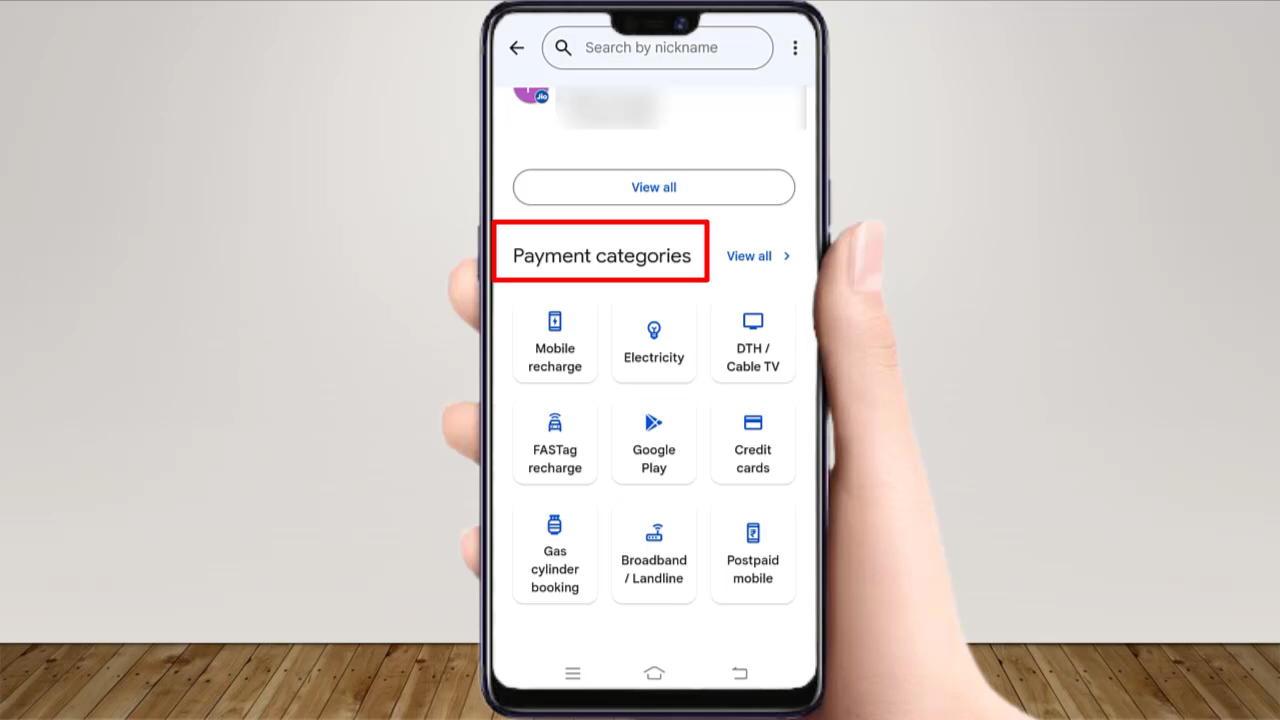 Search by nickname
Jio
View all
Payment categories
View all
Mobile
recharge
Electricity
DTH /
Cable TV
FASTag
recharge
Google
Play
Credit
cards
Gas
cylinder
booking
Broadband
/ Landline
Postpaid
mobile